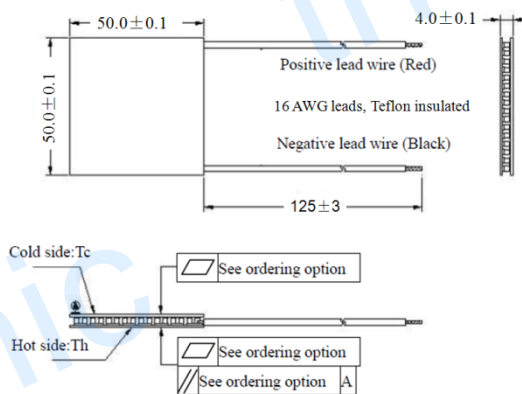 50.0±0.1
4.0±0.1
50.0±0.1
Positive lead wire (Red)
16 AWG leads, Teflon insulated
Negative lead wire (Black)
125±3
Cold side:Tc
See ordering option
A
Hot side:Th
See ordering option
See ordering option A